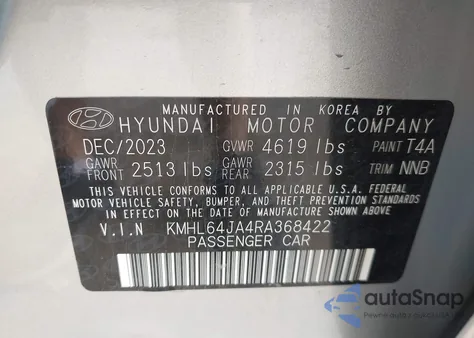 MANUFACTURED IN KOREA BY
HYUNDAI MOTOR COMPANY
DEC/2023 GVWR 4619 lbs PAINT T4A
GAWR FRONT 2513 lbs GAWR REAR 2315 lbs TRIM NNB
THIS VEHICLE CONFORMS TO ALL APPLICABLE U.S.A. FEDERAL
MOTOR VEHICLE SAFETY, BUMPER, AND THEFT PREVENTION STANDARDS
IN EFFECT ON THE DATE OF MANUFACTURE SHOWN ABOVE.
V.I.N KMHL64JA4RA368422
PASSENGER CAR
autoSnap